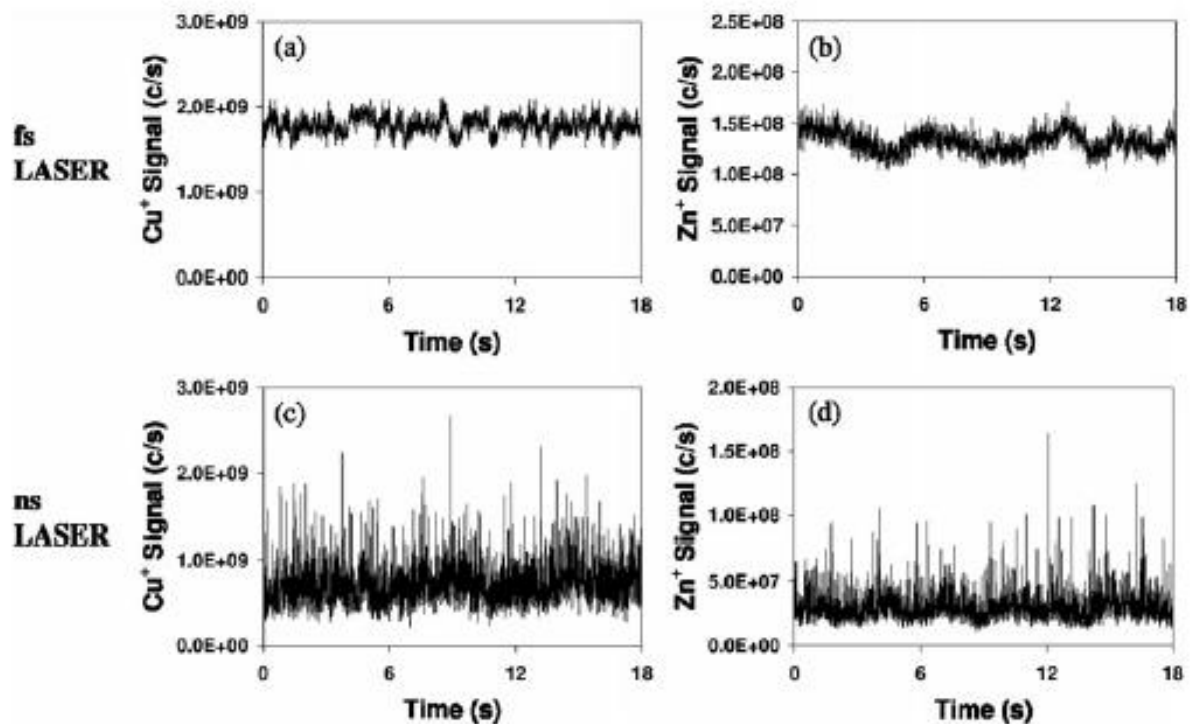 fs
LASER
(a)
Cu⁺ Signal (c/s)
3.0E+09
2.0E+09
1.0E+09
0.0E+00
0 6 12 18
Time (s)
(b)
Zn⁺ Signal (c/s)
2.5E+08
2.0E+08
1.5E+08
1.0E+08
5.0E+07
0.0E+00
0 6 12 18
Time (s)
ns
LASER
(c)
Cu⁺ Signal (c/s)
3.0E+09
2.0E+09
1.0E+09
0.0E+00
0 6 12 18
Time (s)
(d)
Zn⁺ Signal (c/s)
2.0E+08
1.5E+08
1.0E+08
5.0E+07
0.0E+00
0 6 12 18
Time (s)